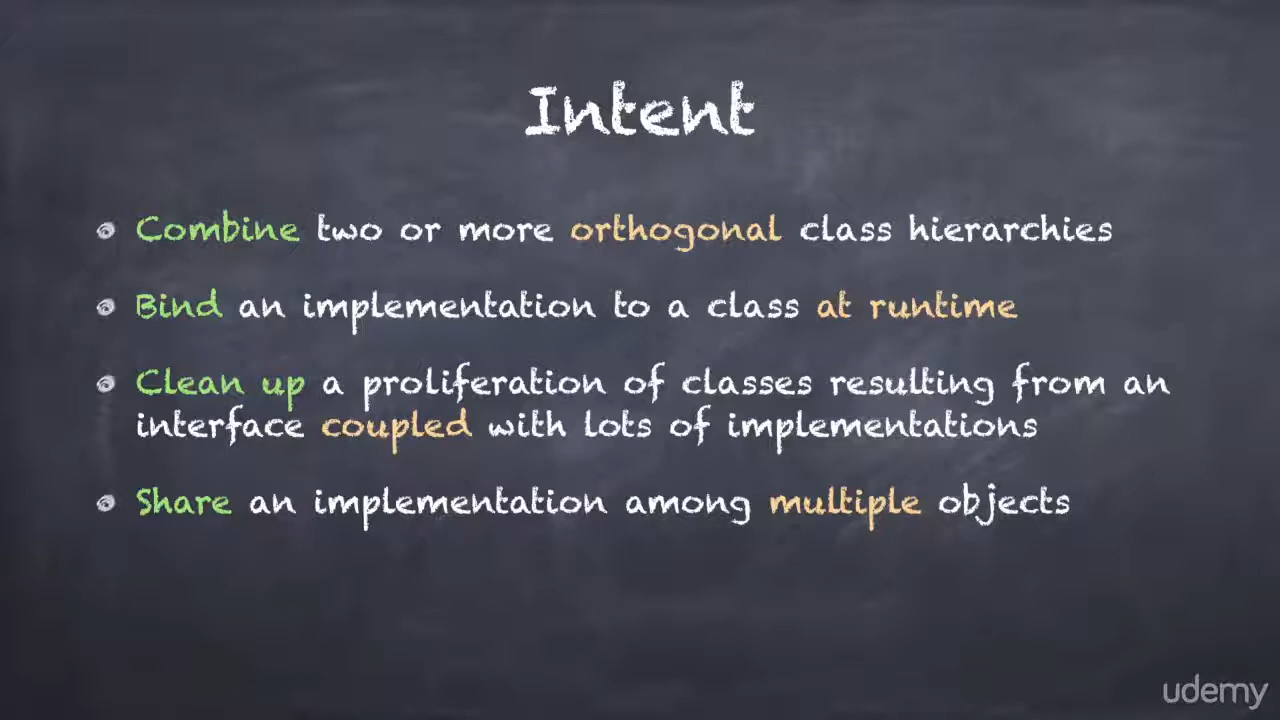 Intent
Combine two or more orthogonal class hierarchies
Bind an implementation to a class at runtime
Clean up a proliferation of classes resulting from an
interface coupled with lots of implementations
Share an implementation among multiple objects
udemy